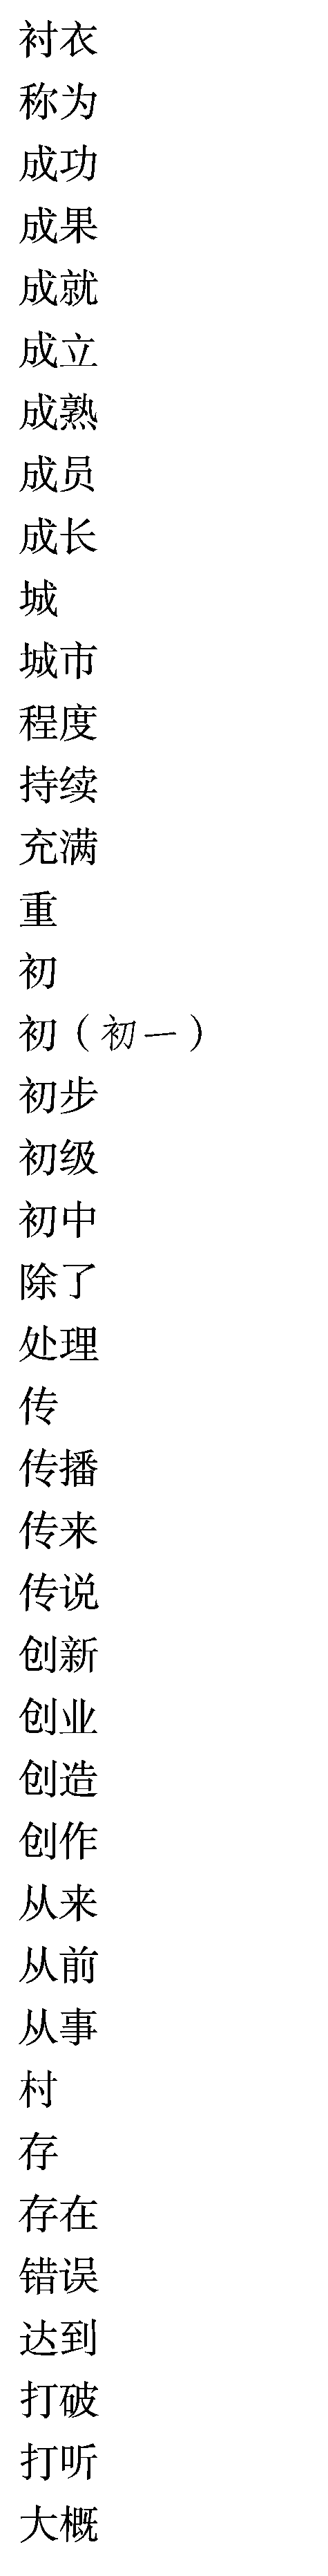 衬衣
称为
成功
成果
成就
成立
成熟
成员
成长
城
城市
程度
持续
充满
重
初
初（初一）
初步
初级
初中
除了
处理
传
传播
传来
传说
创新
创业
创造
创作
从来
从前
从事
村
存
存在
错误
达到
打破
打听
大概